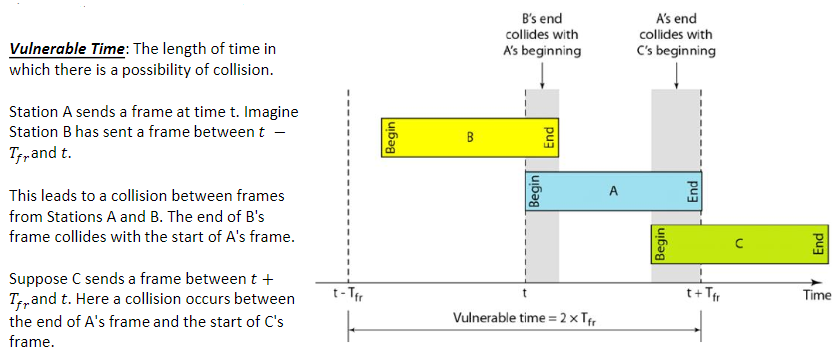 Vulnerable Time: The length of time in
which there is a possibility of collision.
Station A sends a frame at time t. Imagine
Station B has sent a frame between t −
Tfr and t.
This leads to a collision between frames
from Stations A and B. The end of B's
frame collides with the start of A's frame.
Suppose C sends a frame between t +
Tfr and t. Here a collision occurs between
the end of A's frame and the start of C's
frame.
B's end
collides with
A's beginning
A's end
collides with
C's beginning
Begin
B
End
Begin
A
End
Begin
C
End
t - Tfr
t
t + Tfr
Time
Vulnerable time = 2 × Tfr